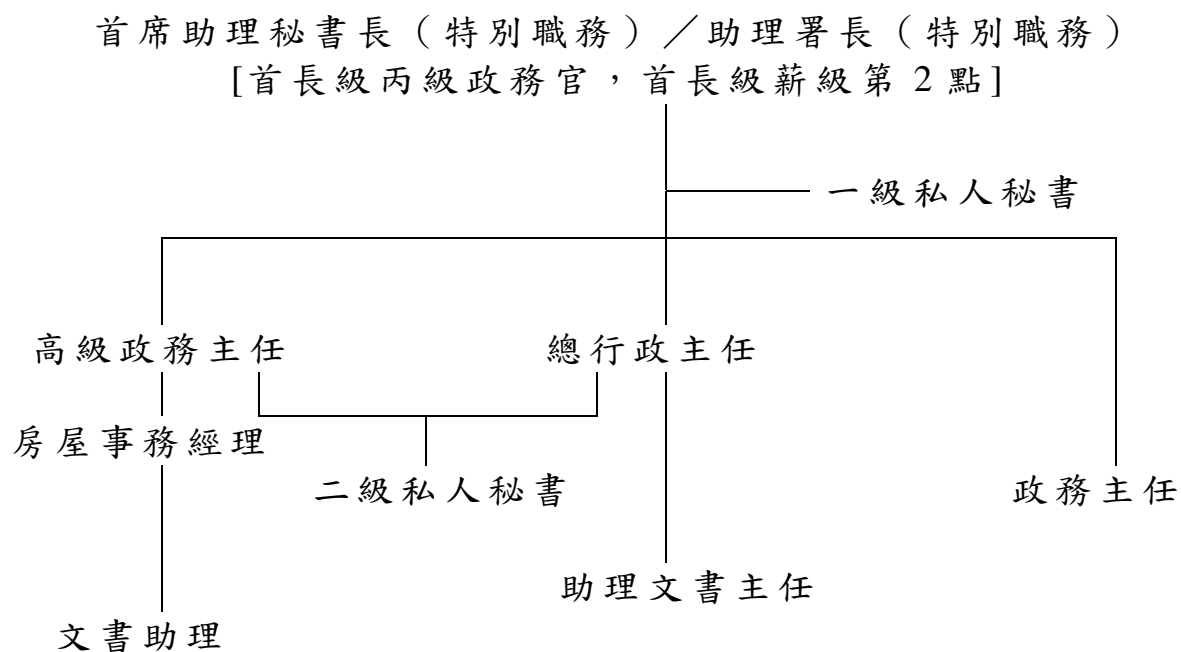 首席助理秘書長（特別職務）／助理署長（特別職務）
[首長級丙級政務官，首長級薪級第 2 點]
一級私人秘書
高級政務主任
總行政主任
房屋事務經理
二級私人秘書
政務主任
助理文書主任
文書助理